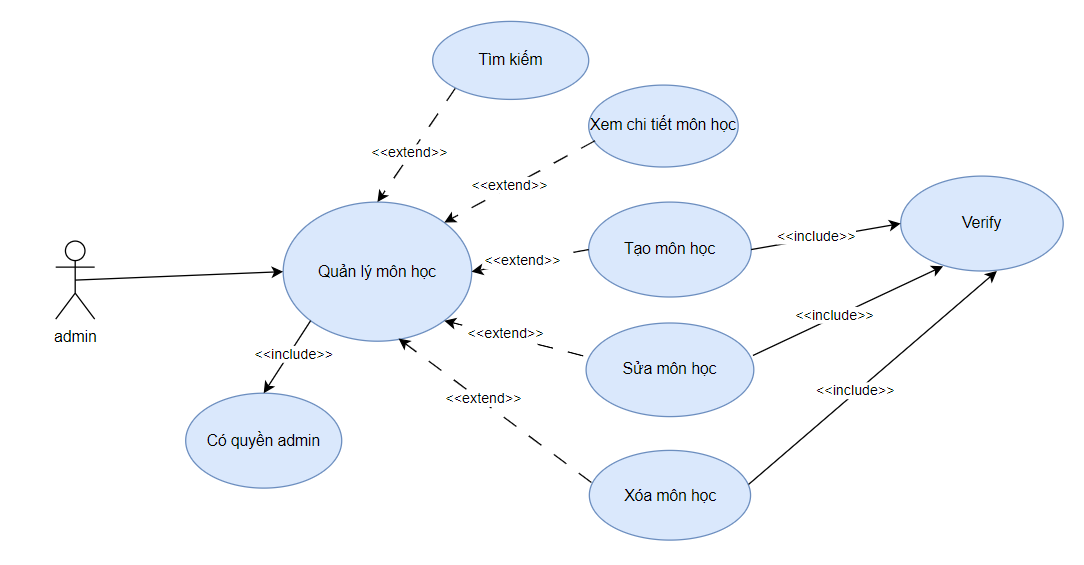 Tìm kiếm
Xem chi tiết môn học
<<extend>>
<<extend>>
Verify
Tạo môn học
<<include>>
<<extend>>
Quản lý môn học
admin
<<extend>>
<<include>>
<<include>>
Sửa môn học
<<extend>>
<<include>>
Có quyền admin
Xóa môn học